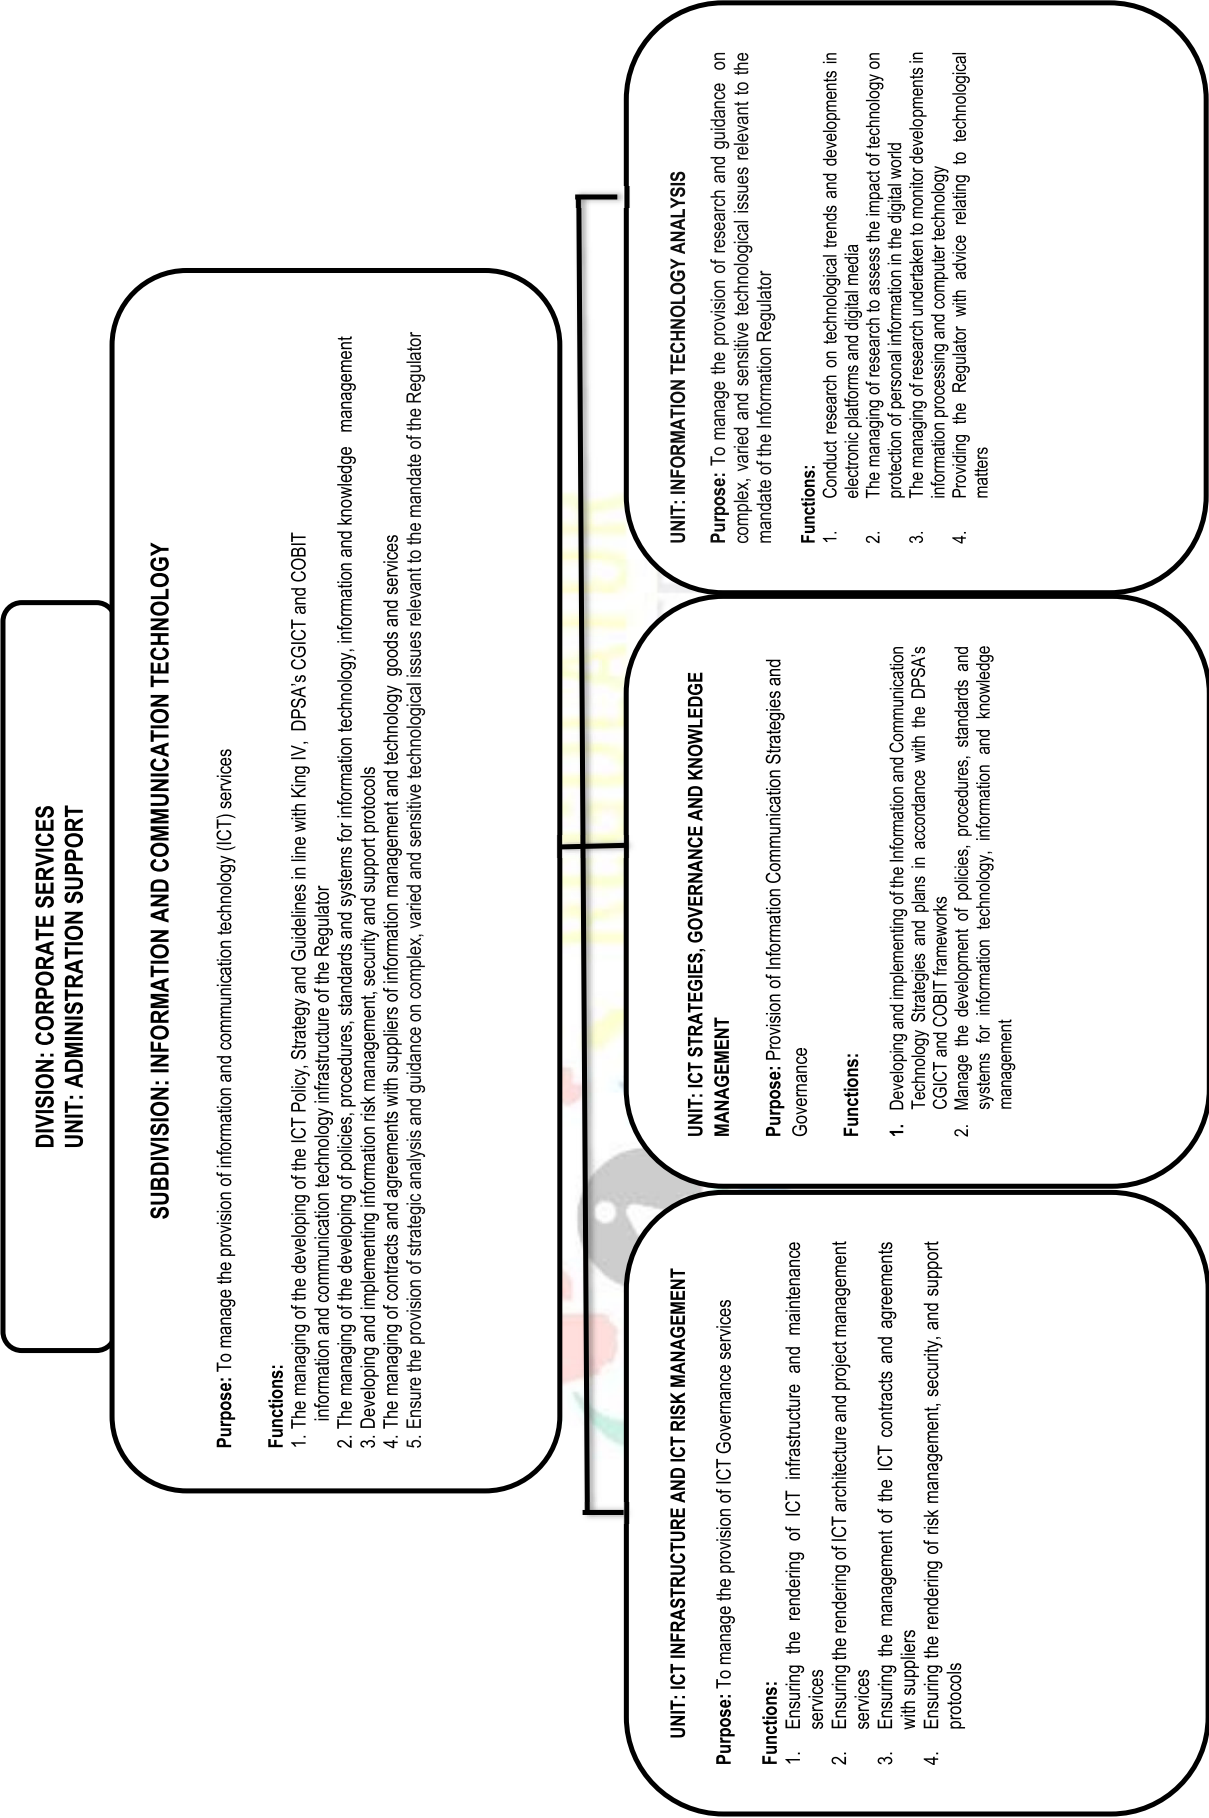 DIVISION: CORPORATE SERVICES
UNIT: ADMINISTRATION SUPPORT
SUBDIVISION: INFORMATION AND COMMUNICATION TECHNOLOGY
Purpose: To manage the provision of information and communication technology (ICT) services
Functions:
1. The managing of the developing of the ICT Policy, Strategy and Guidelines in line with King IV, DPSA's CGICT and COBIT
information and communication technology infrastructure of the Regulator
2. The managing of the developing of policies, procedures, standards and systems for information technology, information and knowledge management
3. Developing and implementing information risk management, security and support protocols
4. The managing of contracts and agreements with suppliers of information management and technology goods and services
5. Ensure the provision of strategic analysis and guidance on complex, varied and sensitive technological issues relevant to the mandate of the Regulator
UNIT: ICT INFRASTRUCTURE AND ICT RISK MANAGEMENT
Purpose: To manage the provision of ICT Governance services
Functions:
1. Ensuring the rendering of ICT infrastructure and maintenance
services
2. Ensuring the rendering of ICT architecture and project management
services
3. Ensuring the management of the ICT contracts and agreements
with suppliers
4. Ensuring the rendering of risk management, security, and support
protocols
UNIT: ICT STRATEGIES, GOVERNANCE AND KNOWLEDGE
MANAGEMENT
Purpose: Provision of Information Communication Strategies and
Governance
Functions:
1. Developing and implementing of the Information and Communication
Technology Strategies and plans in accordance with the DPSA's
CGICT and COBIT frameworks
2. Manage the development of policies, procedures, standards and
systems for information technology, information and knowledge
management
UNIT: INFORMATION TECHNOLOGY ANALYSIS
Purpose: To manage the provision of research and guidance on
complex, varied and sensitive technological issues relevant to the
mandate of the Information Regulator
Functions:
1. Conduct research on technological trends and developments in
electronic platforms and digital media
2. The managing of research to assess the impact of technology on
protection of personal information in the digital world
3. The managing of research undertaken to monitor developments in
information processing and computer technology
4. Providing the Regulator with advice relating to technological
matters